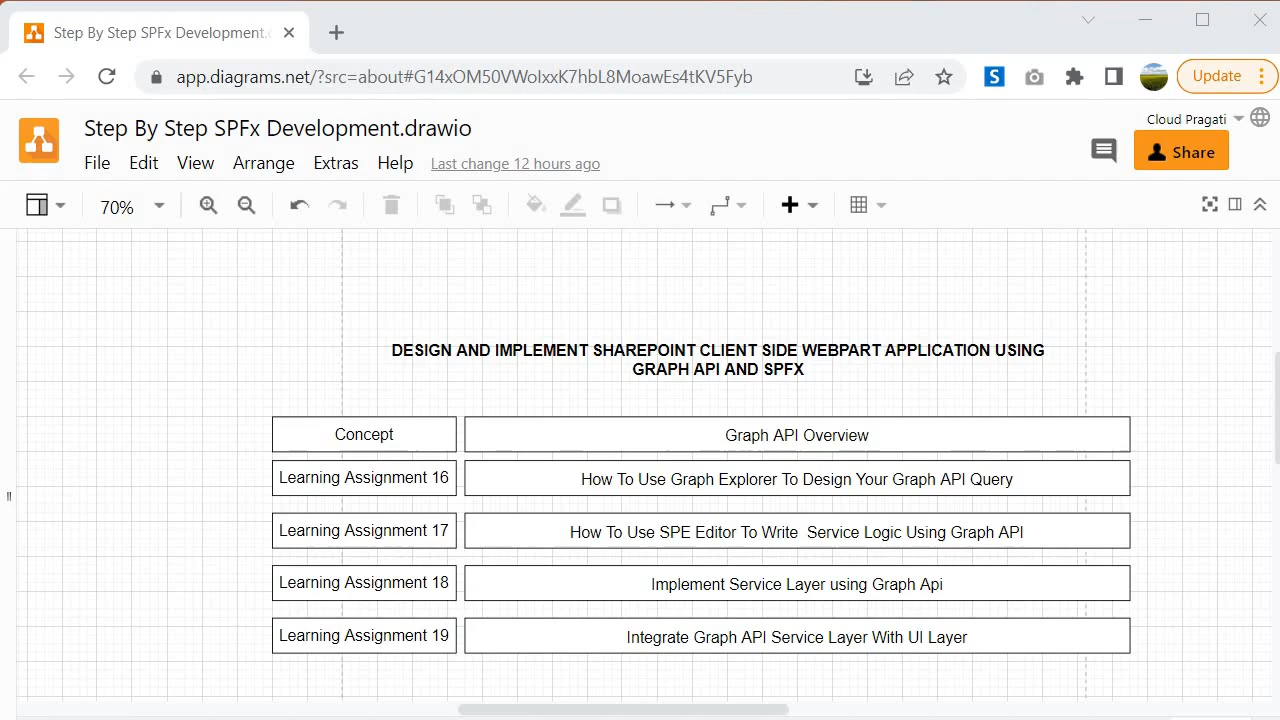 Step By Step SPFx Development.d
app.diagrams.net/?src=about#G14xOM50VWolxxK7hbL8MoawEs4tKV5Fyb
S
Update
Step By Step SPFx Development.drawio
Cloud Pragati
File Edit View Arrange Extras Help Last change 12 hours ago
Share
70%
DESIGN AND IMPLEMENT SHAREPOINT CLIENT SIDE WEBPART APPLICATION USING
GRAPH API AND SPFX
Concept Graph API Overview
Learning Assignment 16 How To Use Graph Explorer To Design Your Graph API Query
Learning Assignment 17 How To Use SPE Editor To Write Service Logic Using Graph API
Learning Assignment 18 Implement Service Layer using Graph Api
Learning Assignment 19 Integrate Graph API Service Layer With UI Layer